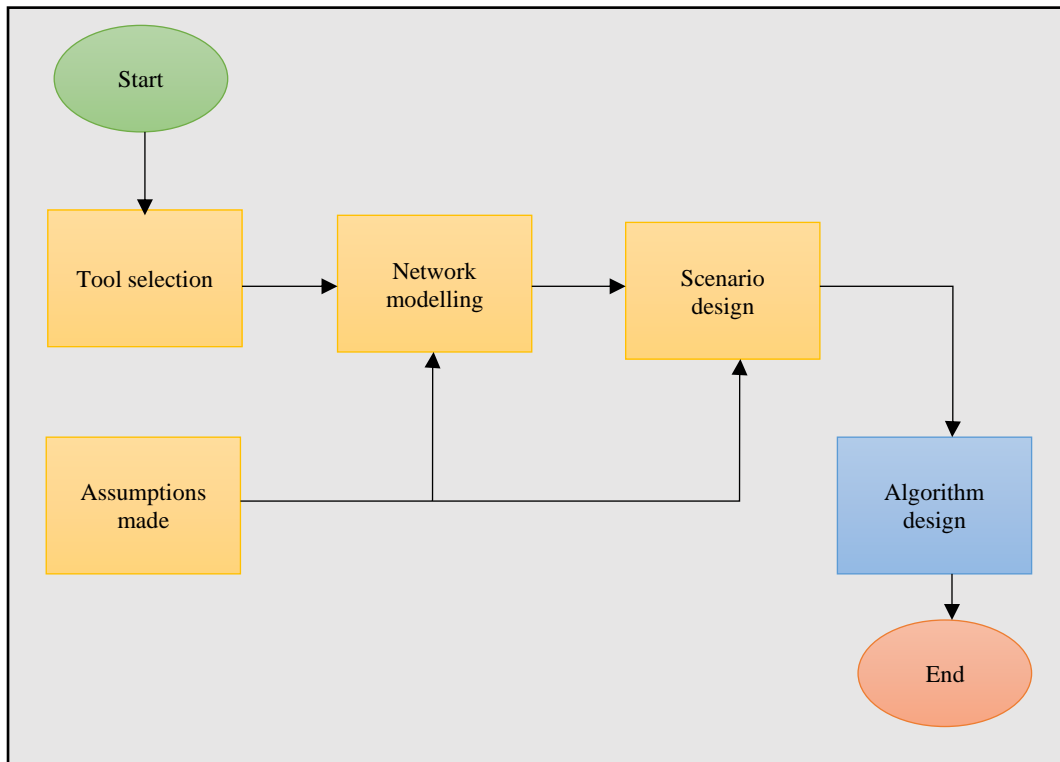 Start
Tool selection
Network
modelling
Scenario
design
Assumptions
made
Algorithm
design
End